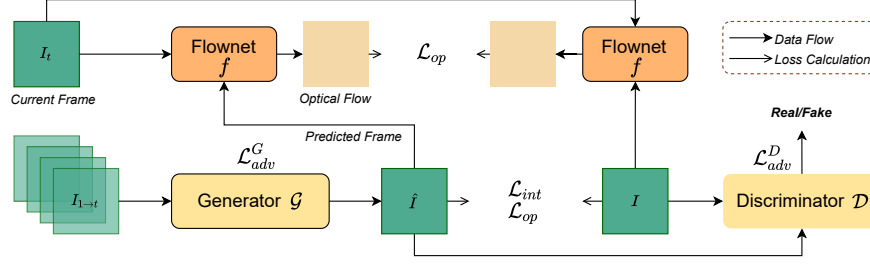 I_t
Current Frame
Flownet
f
Optical Flow
ℒ_op
Flownet
f
Data Flow
Loss Calculation
Predicted Frame
Real/Fake
I_{1→t}
ℒ^G_adv
Generator 𝒢
Î
ℒ_int
ℒ_op
I
ℒ^D_adv
Discriminator 𝒟